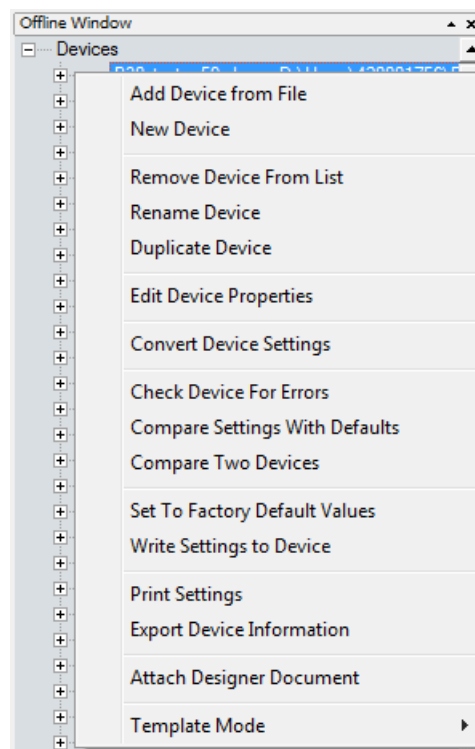 Offline Window
Devices
Add Device from File
New Device
Remove Device From List
Rename Device
Duplicate Device
Edit Device Properties
Convert Device Settings
Check Device For Errors
Compare Settings With Defaults
Compare Two Devices
Set To Factory Default Values
Write Settings to Device
Print Settings
Export Device Information
Attach Designer Document
Template Mode